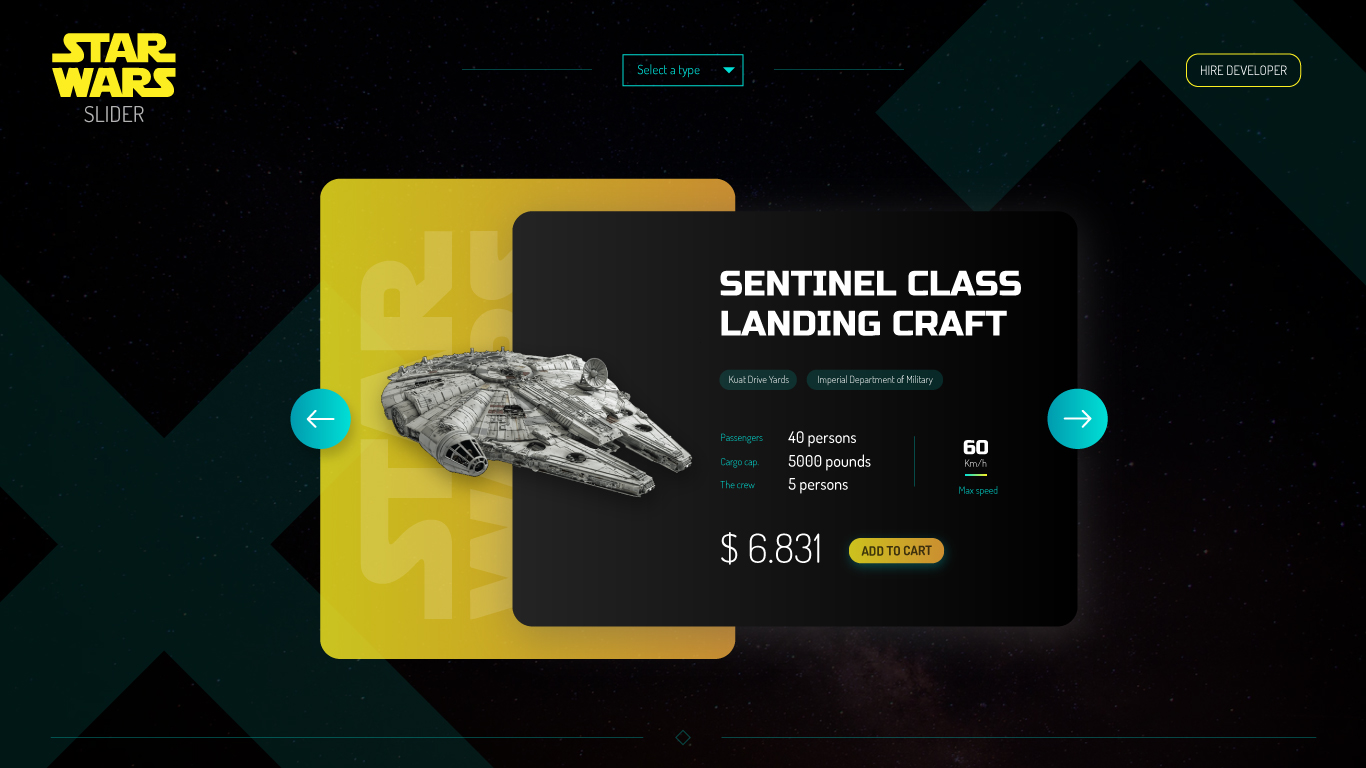 STAR
WARS
SLIDER
Select a type
HIRE DEVELOPER
STAR
WARS
SENTINEL CLASS
LANDING CRAFT
Kuat Drive Yards
Imperial Department of Military
Passengers 40 persons
Cargo cap. 5000 pounds
The crew 5 persons
60
Km/h
Max speed
$ 6.831
ADD TO CART